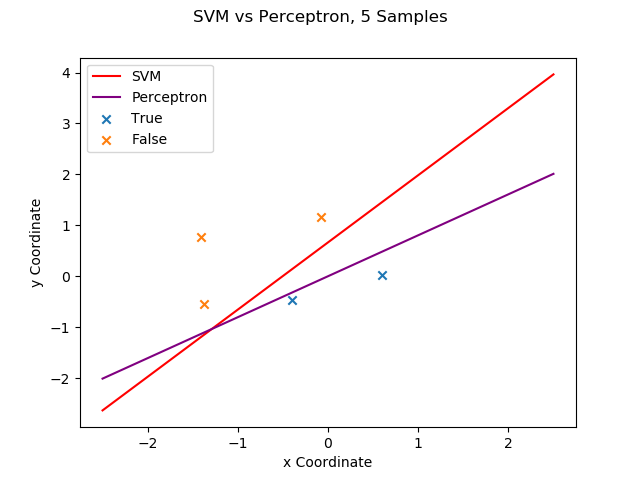 SVM vs Perceptron, 5 Samples
SVM
Perceptron
True
False
4
3
2
1
0
−1
−2
y Coordinate
−2
−1
0
1
2
x Coordinate